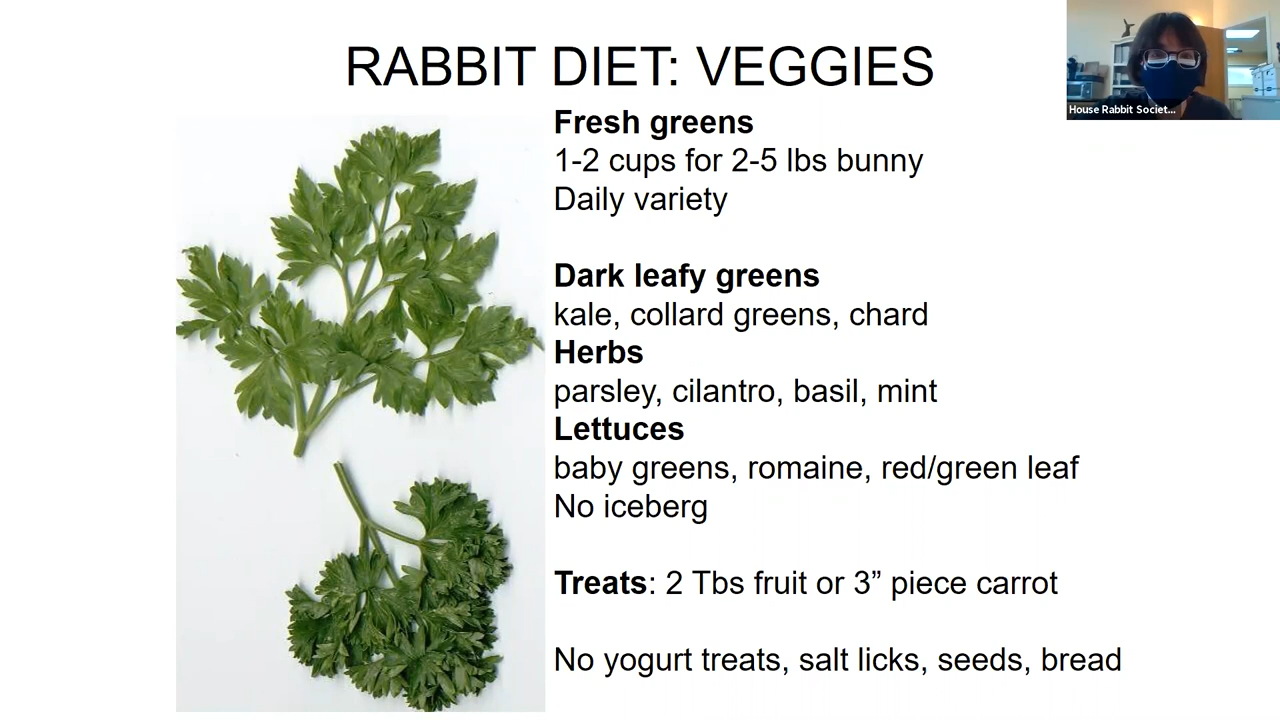 RABBIT DIET: VEGGIES
House Rabbit Societ...
Fresh greens
1-2 cups for 2-5 lbs bunny
Daily variety
Dark leafy greens
kale, collard greens, chard
Herbs
parsley, cilantro, basil, mint
Lettuces
baby greens, romaine, red/green leaf
No iceberg
Treats: 2 Tbs fruit or 3” piece carrot
No yogurt treats, salt licks, seeds, bread